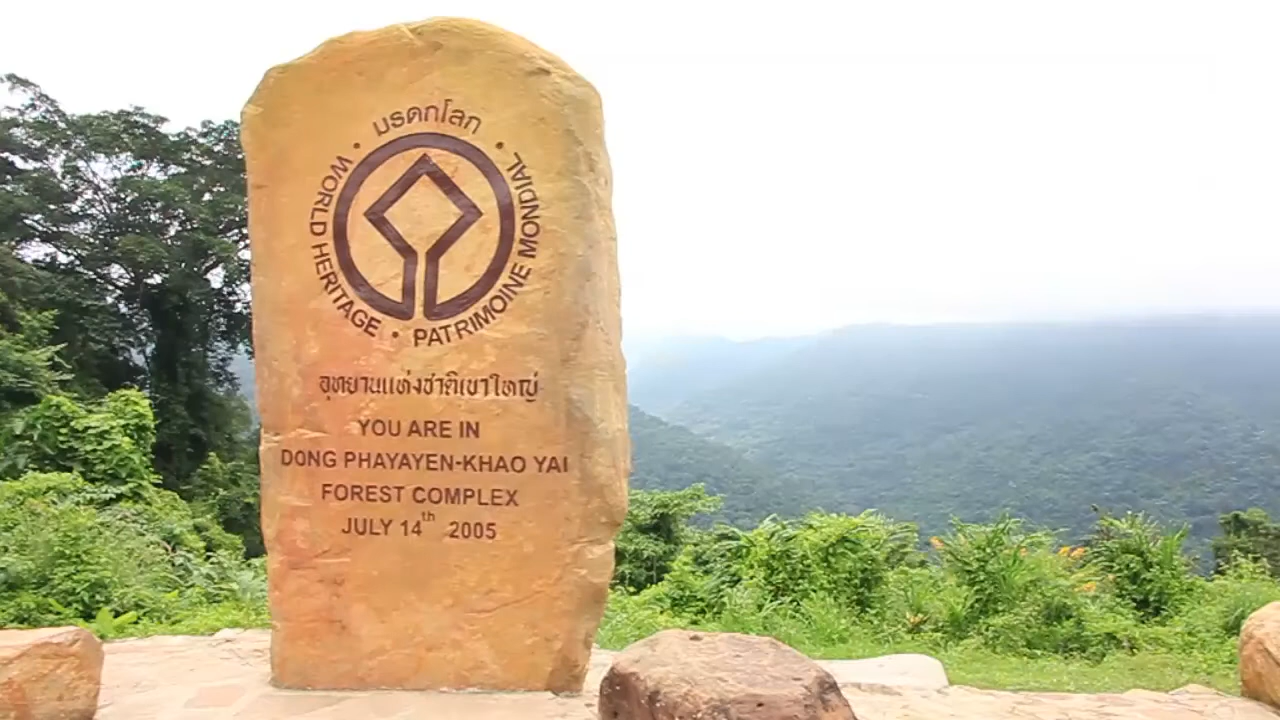 มรดกโลก
WORLD HERITAGE • PATRIMOINE MONDIAL
อุทยานแห่งชาติเขาใหญ่
YOU ARE IN
DONG PHAYAYEN-KHAO YAI
FOREST COMPLEX
JULY 14th 2005